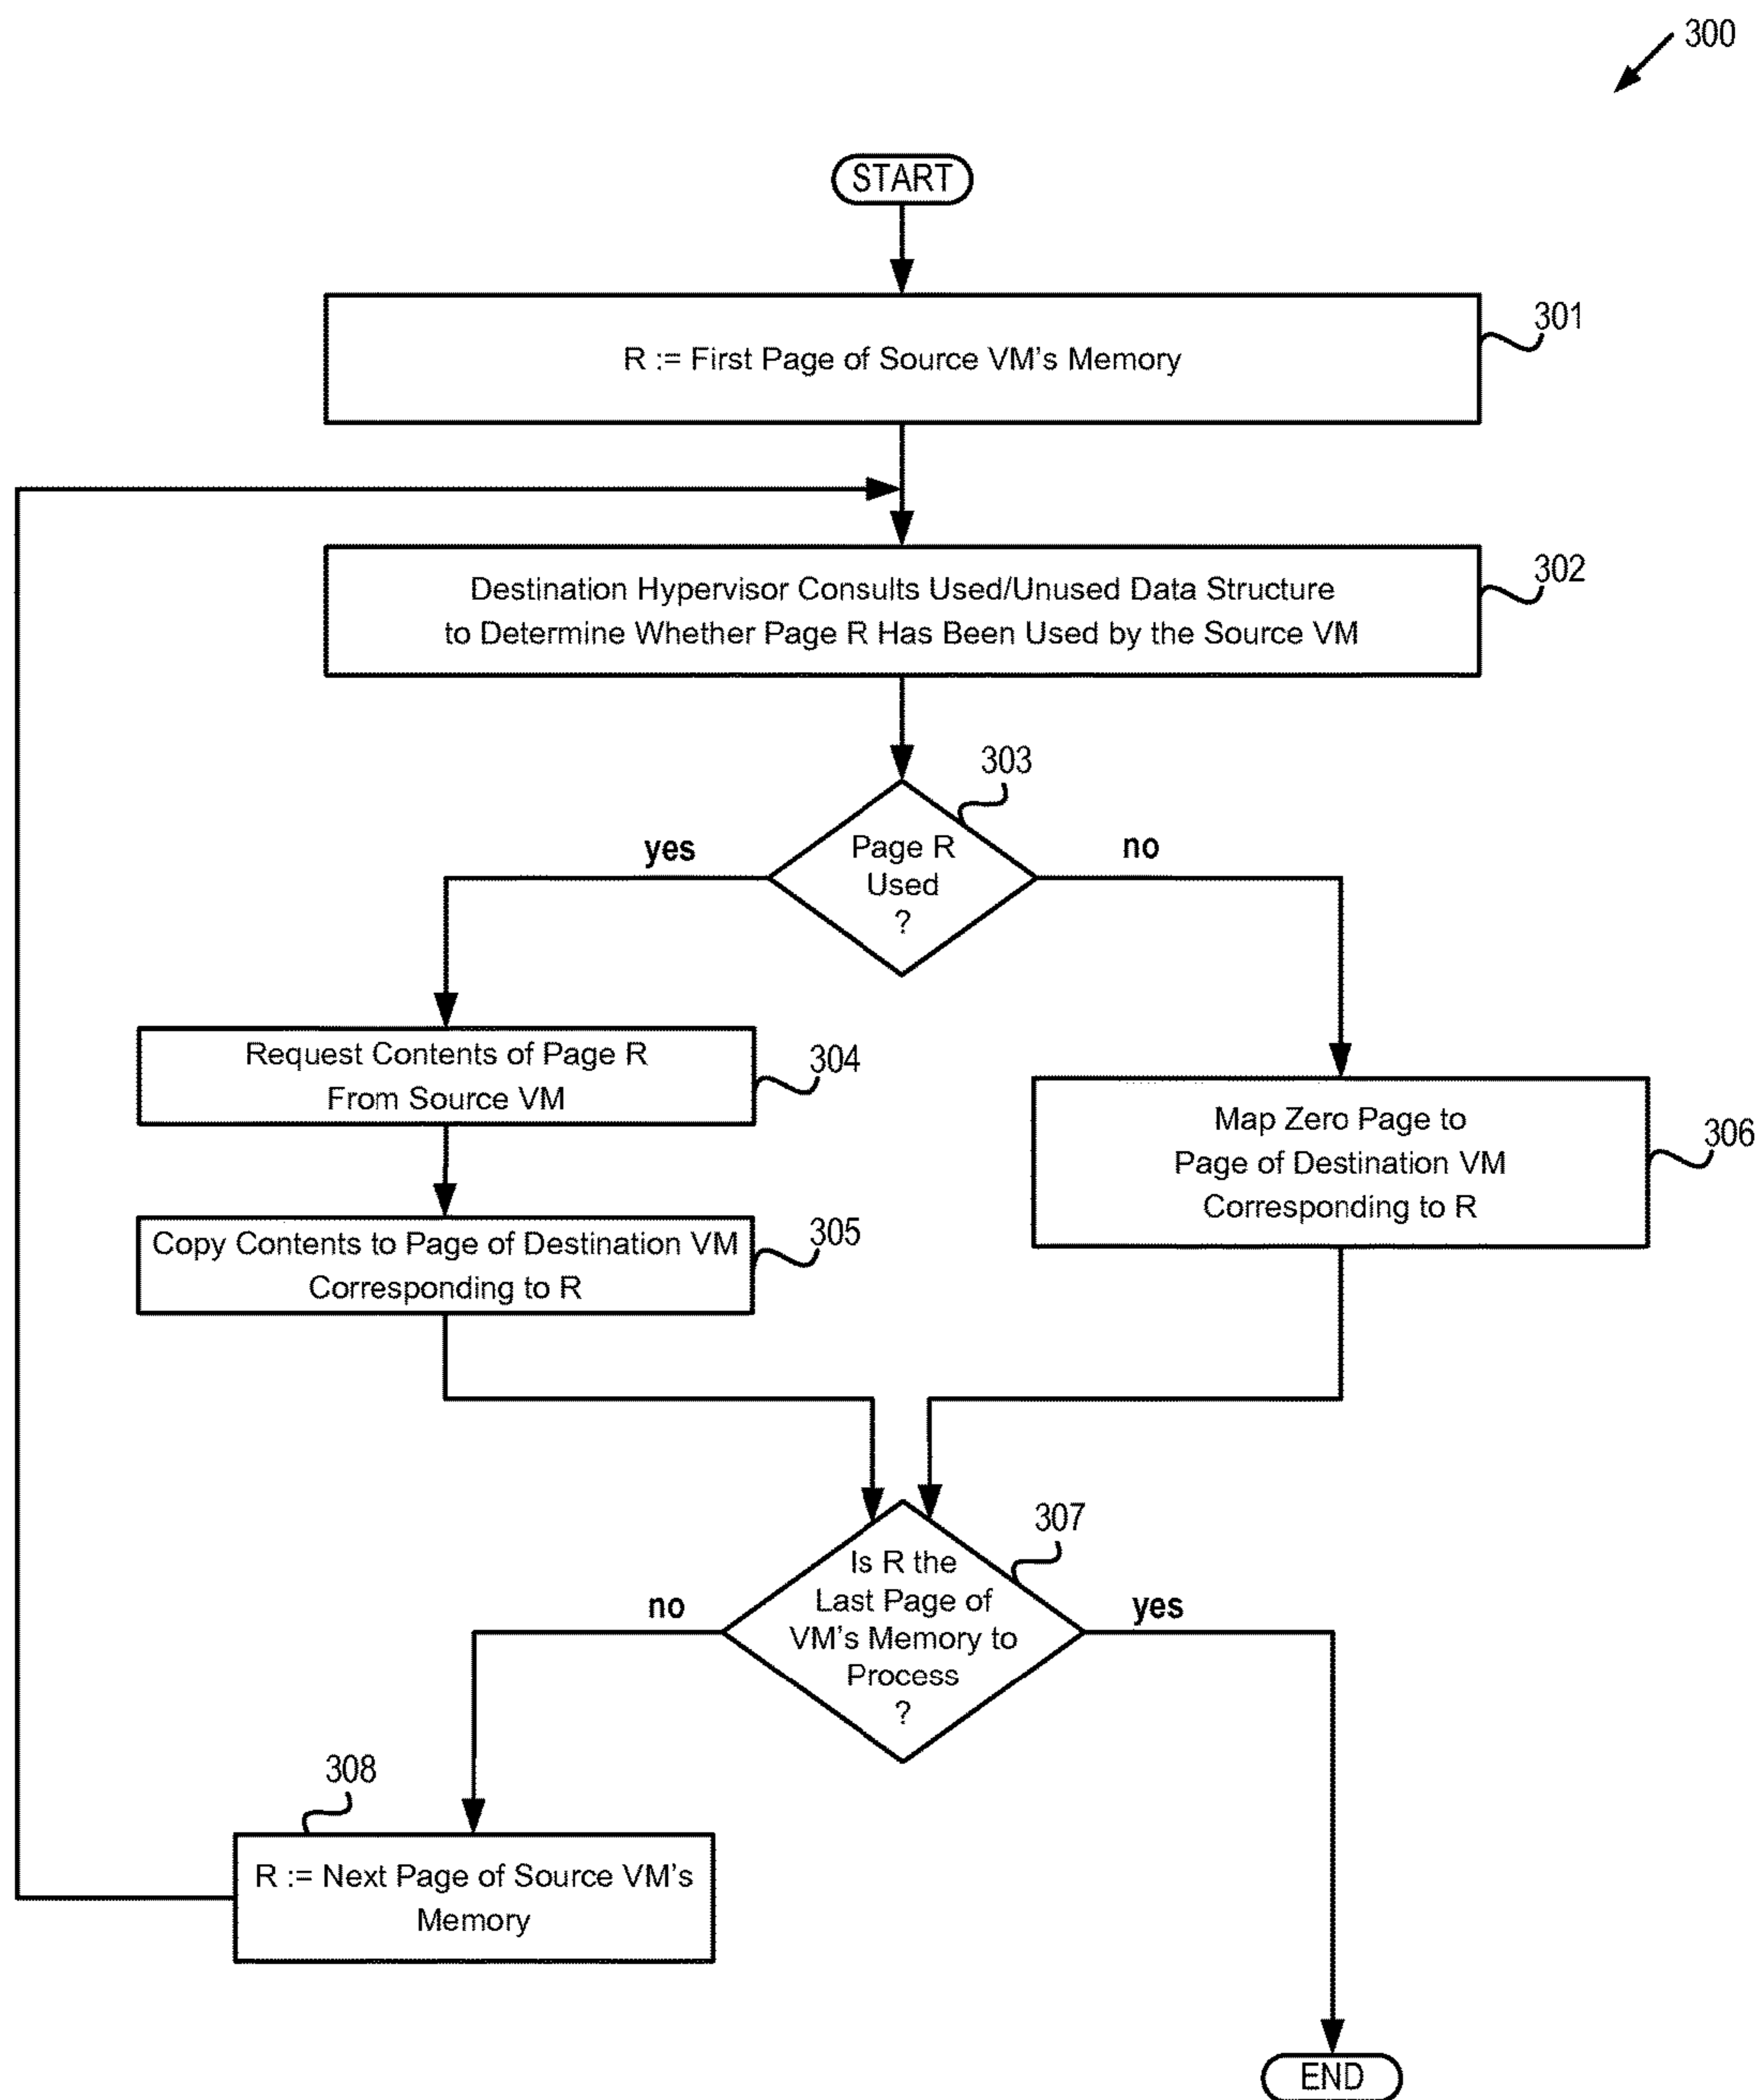 300
START
R := First Page of Source VM's Memory
301
Destination Hypervisor Consults Used/Unused Data Structure
to Determine Whether Page R Has Been Used by the Source VM
302
303
Page R
Used
?
yes
no
Request Contents of Page R
From Source VM
304
Copy Contents to Page of Destination VM
Corresponding to R
305
Map Zero Page to
Page of Destination VM
Corresponding to R
306
307
Is R the
Last Page of
VM's Memory to
Process
?
no
yes
308
R := Next Page of Source VM's
Memory
END